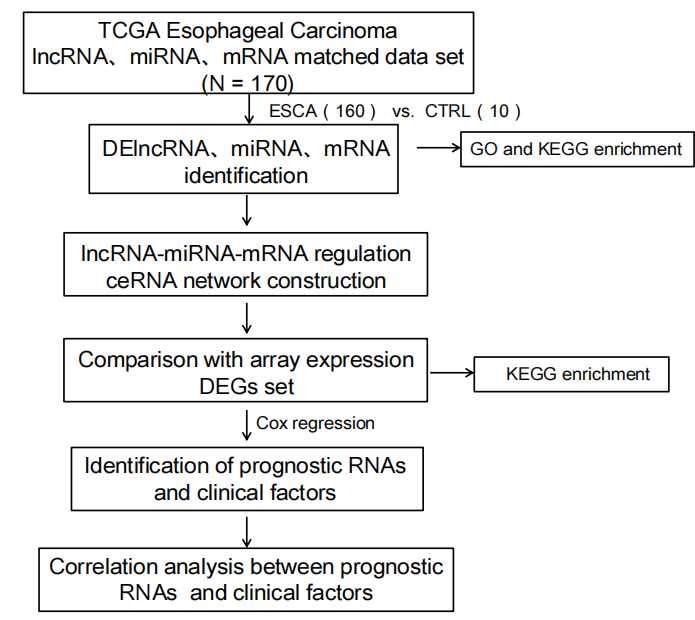 TCGA Esophageal Carcinoma
lncRNA、miRNA、mRNA matched data set
(N = 170)
ESCA ( 160 ) vs. CTRL ( 10 )
DElncRNA、miRNA、mRNA
identification
GO and KEGG enrichment
lncRNA-miRNA-mRNA regulation
ceRNA network construction
Comparison with array expression
DEGs set
KEGG enrichment
Cox regression
Identification of prognostic RNAs
and clinical factors
Correlation analysis between prognostic
RNAs and clinical factors